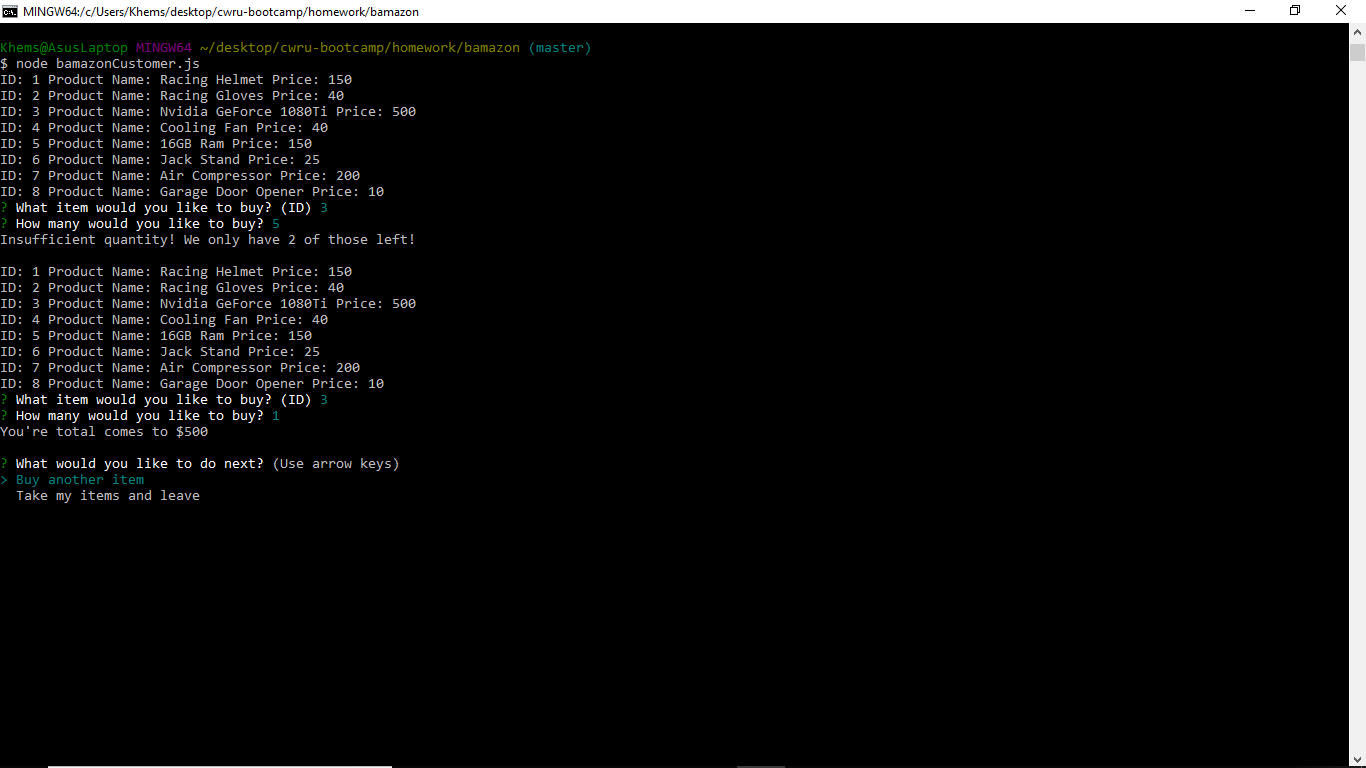 MINGW64:/c/Users/Khems/desktop/cwru-bootcamp/homework/bamazon
Khems@AsusLaptop MINGW64 ~/desktop/cwru-bootcamp/homework/bamazon (master)
$ node bamazonCustomer.js
ID: 1 Product Name: Racing Helmet Price: 150
ID: 2 Product Name: Racing Gloves Price: 40
ID: 3 Product Name: Nvidia GeForce 1080Ti Price: 500
ID: 4 Product Name: Cooling Fan Price: 40
ID: 5 Product Name: 16GB Ram Price: 150
ID: 6 Product Name: Jack Stand Price: 25
ID: 7 Product Name: Air Compressor Price: 200
ID: 8 Product Name: Garage Door Opener Price: 10
? What item would you like to buy? (ID) 3
? How many would you like to buy? 5
Insufficient quantity! We only have 2 of those left!
ID: 1 Product Name: Racing Helmet Price: 150
ID: 2 Product Name: Racing Gloves Price: 40
ID: 3 Product Name: Nvidia GeForce 1080Ti Price: 500
ID: 4 Product Name: Cooling Fan Price: 40
ID: 5 Product Name: 16GB Ram Price: 150
ID: 6 Product Name: Jack Stand Price: 25
ID: 7 Product Name: Air Compressor Price: 200
ID: 8 Product Name: Garage Door Opener Price: 10
? What item would you like to buy? (ID) 3
? How many would you like to buy? 1
You're total comes to $500
? What would you like to do next? (Use arrow keys)
> Buy another item
Take my items and leave